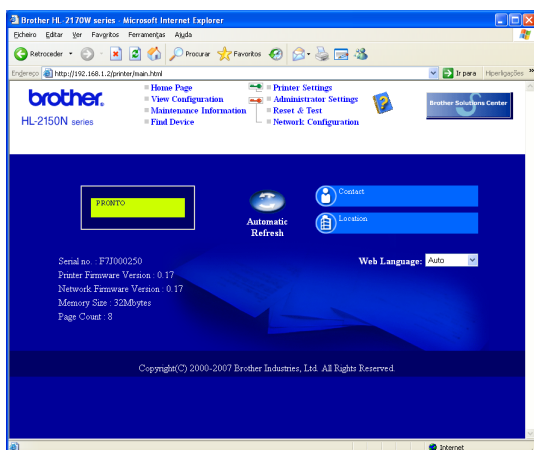 Brother HL-2170W series - Microsoft Internet Explorer
Ficheiro Editar Ver Favoritos Ferramentas Ajuda
Retroceder Procurar Favoritos
Endereço http://192.168.1.2/printer/main.html Ir para Hiperligações »
brother.
HL-2150N series
Home Page
View Configuration
Maintenance Information
Find Device
Printer Settings
Administrator Settings
Reset & Test
Network Configuration
Brother Solutions Center
PRONTO
Automatic
Refresh
Contact
Location
Serial no. : F7J000250
Printer Firmware Version : 0.17
Network Firmware Version : 0.17
Memory Size : 32Mbytes
Page Count : 8
Web Language: Auto
Copyright(C) 2000-2007 Brother Industries, Ltd. All Rights Reserved.
Internet